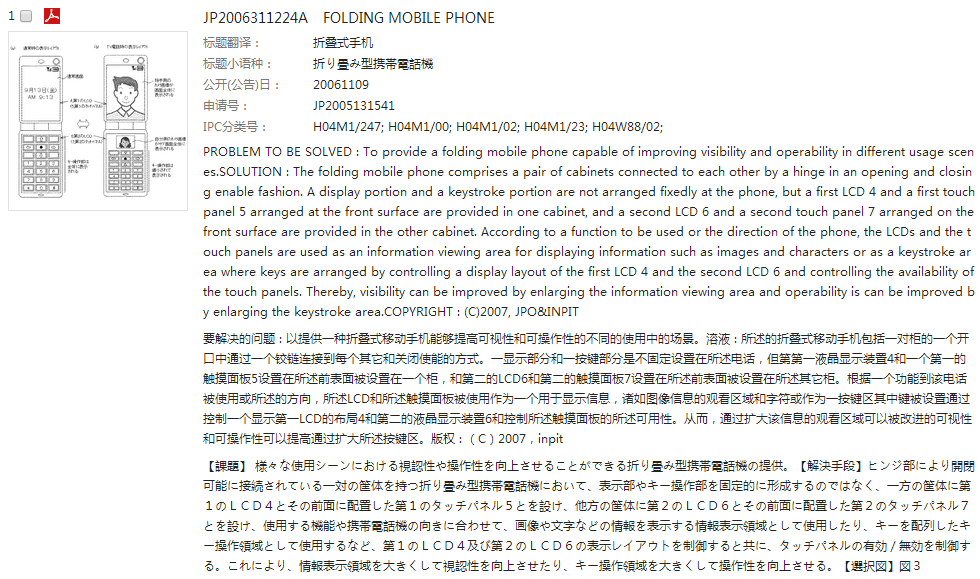 1
JP2006311224A FOLDING MOBILE PHONE
标题翻译： 折叠式手机
标题小语种： 折り畳み型携帯電話機
公开(公告)日： 20061109
申请号： JP2005131541
IPC分类号： H04M1/247; H04M1/00; H04M1/02; H04M1/23; H04W88/02;
PROBLEM TO BE SOLVED : To provide a folding mobile phone capable of improving visibility and operability in different usage scen
es.SOLUTION : The folding mobile phone comprises a pair of cabinets connected to each other by a hinge in an opening and closin
g enable fashion. A display portion and a keystroke portion are not arranged fixedly at the phone, but a first LCD 4 and a first touch
panel 5 arranged at the front surface are provided in one cabinet, and a second LCD 6 and a second touch panel 7 arranged on the
front surface are provided in the other cabinet. According to a function to be used or the direction of the phone, the LCDs and the t
ouch panels are used as an information viewing area for displaying information such as images and characters or as a keystroke ar
ea where keys are arranged by controlling a display layout of the first LCD 4 and the second LCD 6 and controlling the availability of
the touch panels. Thereby, visibility can be improved by enlarging the information viewing area and operability is can be improved b
y enlarging the keystroke area.COPYRIGHT : (C)2007, JPO&INPIT
要解决的问题：以提供一种折叠式移动手机能够提高可视性和可操作性的不同的使用中的场景。溶液：所述的折叠式移动手机包括一对柜的一个开
口中通过一个铰链连接到每个其它和关闭使能的方式。一显示部分和一按键部分是不固定设置在所述电话，但第第一液晶显示装置4和一个第一的
触摸面板5设置在所述前表面被设置在一个柜，和第二的LCD6和第二的触摸面板7设置在所述前表面被设置在所述其它柜。根据一个功能到该电话
被使用或所述的方向，所述LCD和所述触摸面板被使用作为一个用于显示信息，诸如图像信息的观看区域和字符或作为一按键区其中键被设置通过
控制一个显示第一LCD的布局4和第二的液晶显示装置6和控制所述触摸面板的所述可用性。从而，通过扩大该信息的观看区域可以被改进的可视性
和可操作性可以提高通过扩大所述按键区。版权：（C）2007，inpit
【課題】 様々な使用シーンにおける視認性や操作性を向上させることができる折り畳み型携帯電話機の提供。【解決手段】ヒンジ部により開閉
可能に接続されている一対の筐体を持つ折り畳み型携帯電話機において、表示部やキー操作部を固定的に形成するのではなく、一方の筐体に第
１のＬＣＤ４とその前面に配置した第１のタッチパネル５とを設け、他方の筐体に第２のＬＣＤ６とその前面に配置した第２のタッチパネル７
とを設け、使用する機能や携帯電話機の向きに合わせて、画像や文字などの情報を表示する情報表示領域として使用したり、キーを配列したキ
ー操作領域として使用するなど、第１のＬＣＤ４及び第２のＬＣＤ６の表示レイアウトを制御すると共に、タッチパネルの有効／無効を制御す
る。これにより、情報表示領域を大きくして視認性を向上させたり、キー操作領域を大きくして操作性を向上させる。【選択図】図３